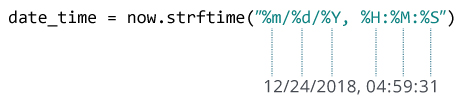 date_time = now.strftime("%m/%d/%Y, %H:%M:%S")
12/24/2018, 04:59:31